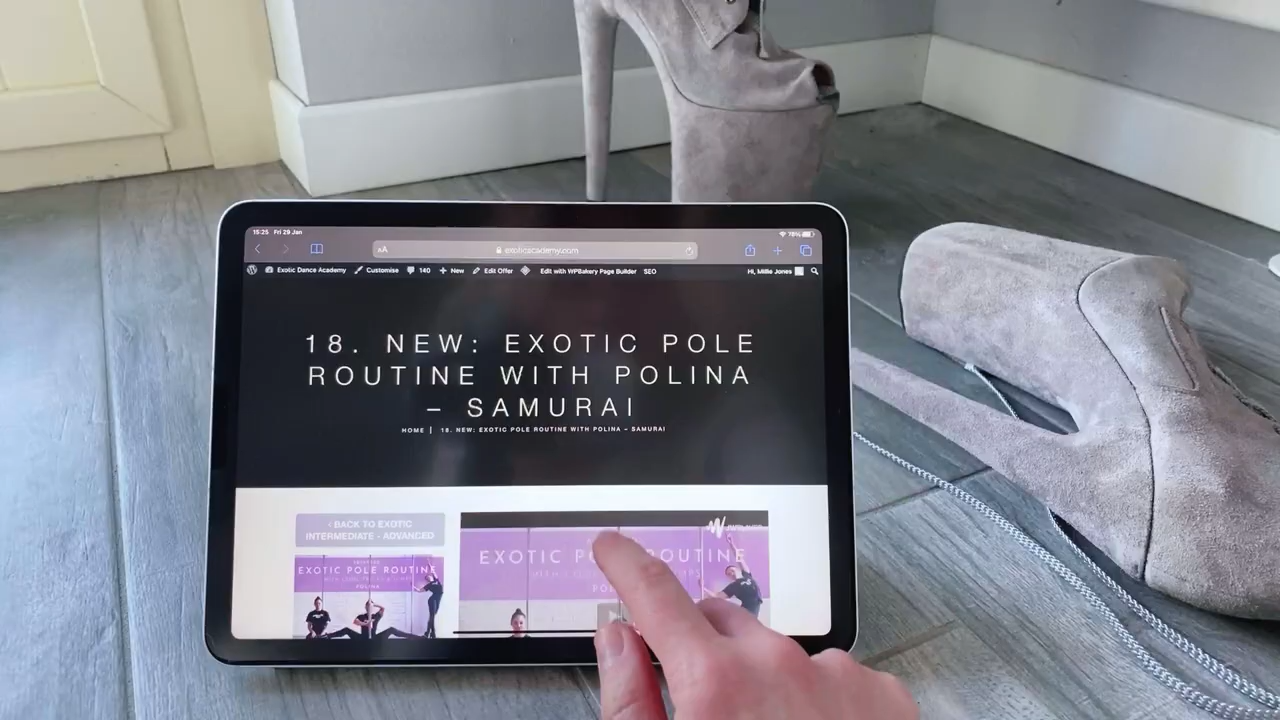 15:25 Fri 29 Jan
78%
AA
exoticacademy.com
Exotic Dance Academy Customise 140 New Edit Offer Edit with WPBakery Page Builder SEO Hi, Millie Jones
18. NEW: EXOTIC POLE
ROUTINE WITH POLINA
– SAMURAI
HOME | 18. NEW: EXOTIC POLE ROUTINE WITH POLINA – SAMURAI
‹ BACK TO EXOTIC
INTERMEDIATE - ADVANCED
EXOTIC POLE ROUTINE
POLINA
EXOTIC POLE ROUTINE